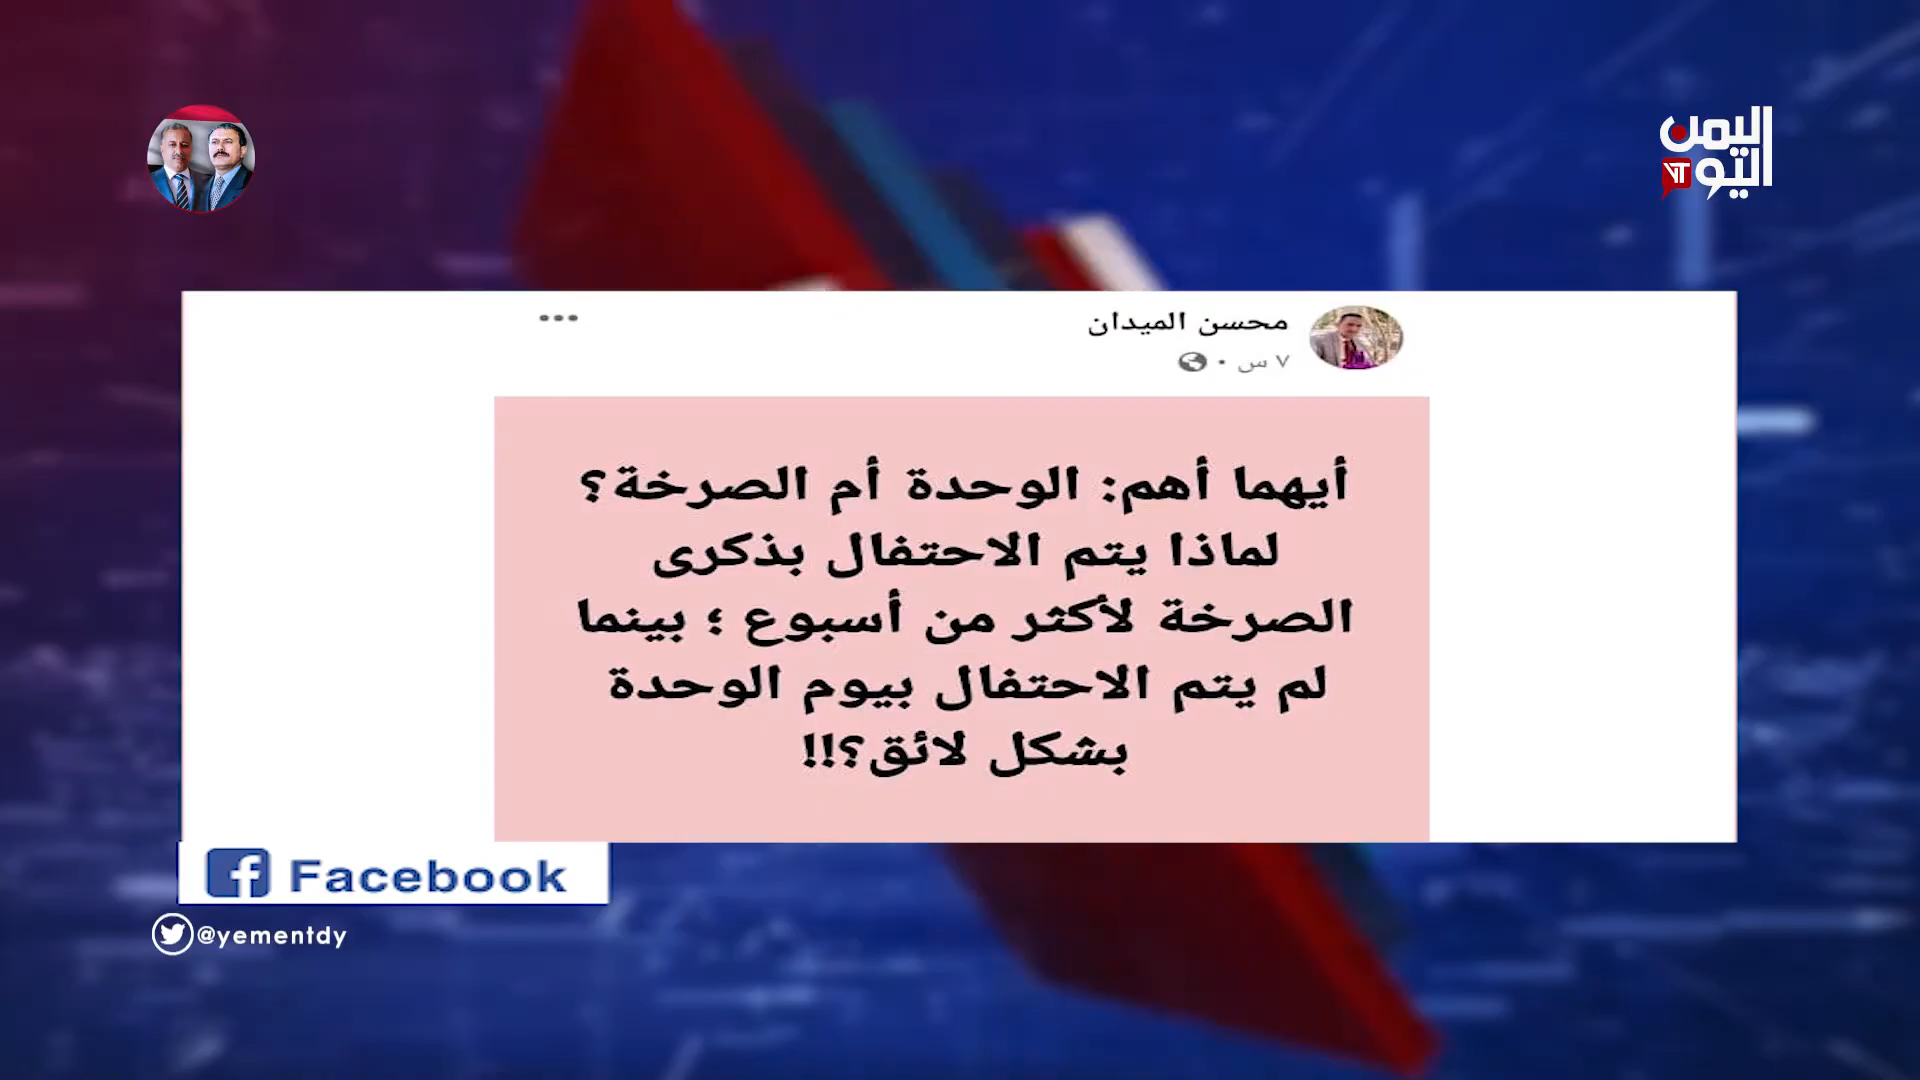 اليمن
اليوم
YT
محسن الميدان
٧ س
أيهما أهم: الوحدة أم الصرخة؟
لماذا يتم الاحتفال بذكرى
الصرخة لأكثر من أسبوع ؛ بينما
لم يتم الاحتفال بيوم الوحدة
بشكل لائق؟!!
Facebook
@yementdy